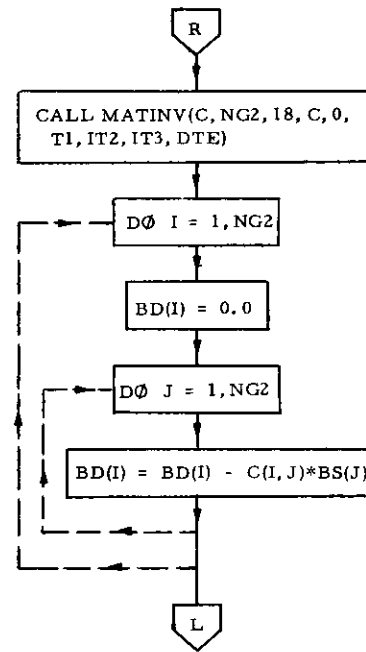 R
CALL MATINV(C, NG2, 18, C, 0,
T1, IT2, IT3, DTE)
DØ I = 1, NG2
BD(I) = 0.0
DØ J = 1, NG2
BD(I) = BD(I) - C(I, J)*BS(J)
L